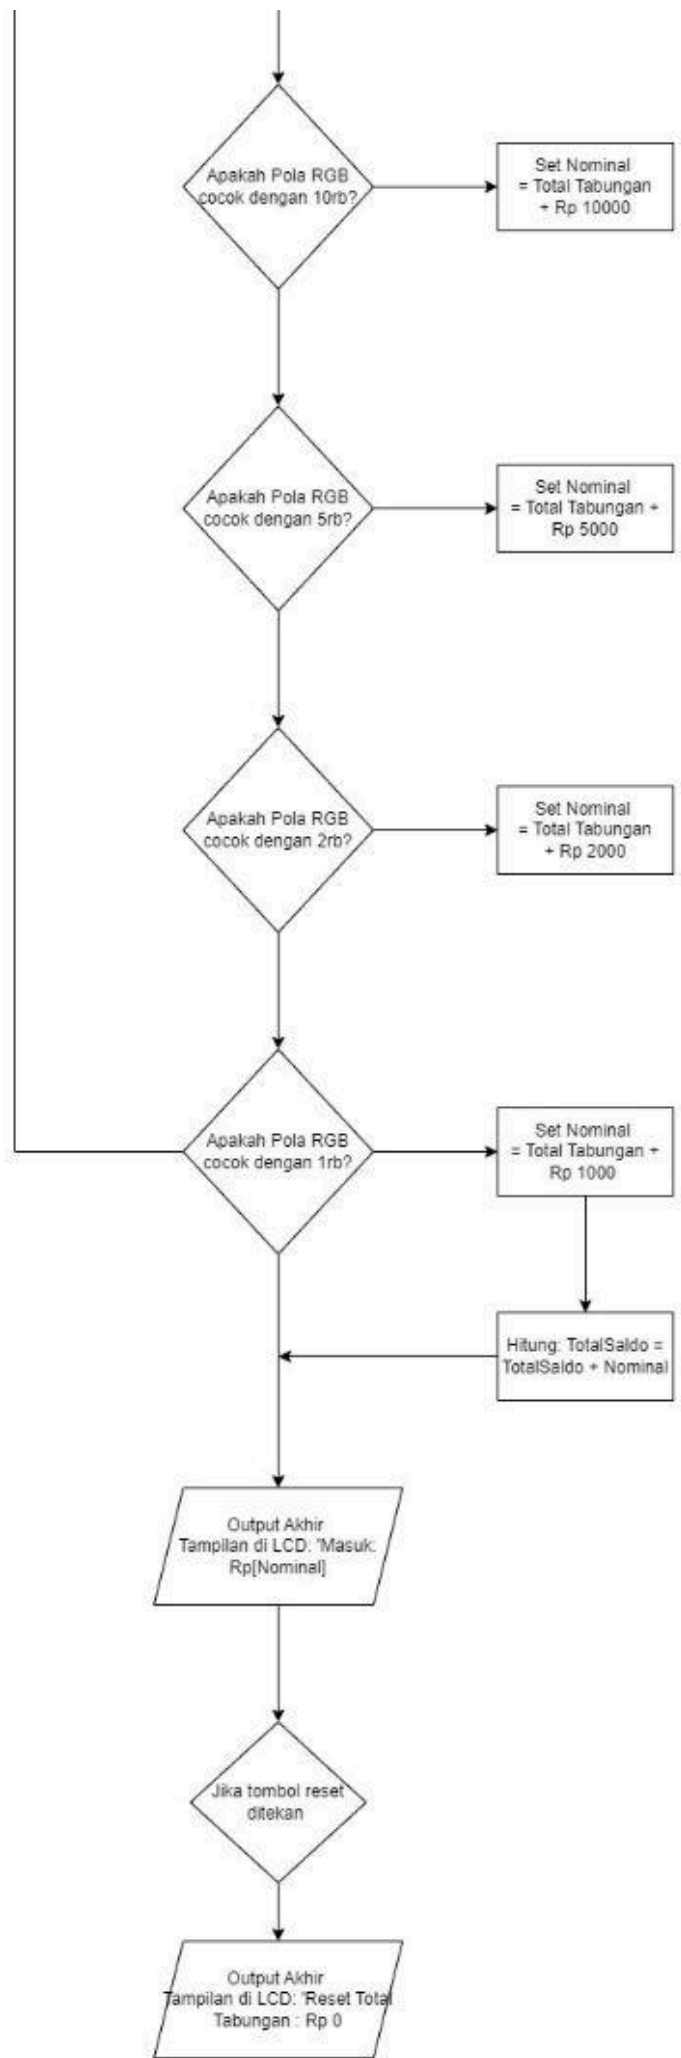 Apakah Pola RGB
cocok dengan 10rb?
Set Nominal
= Total Tabungan
+ Rp 10000
Apakah Pola RGB
cocok dengan 5rb?
Set Nominal
= Total Tabungan +
Rp 5000
Apakah Pola RGB
cocok dengan 2rb?
Set Nominal
= Total Tabungan
+ Rp 2000
Apakah Pola RGB
cocok dengan 1rb?
Set Nominal
= Total Tabungan +
Rp 1000
Hitung: TotalSaldo =
TotalSaldo + Nominal
Output Akhir
Tampilan di LCD: 'Masuk:
Rp[Nominal]
Jika tombol reset
ditekan
Output Akhir
Tampilan di LCD: 'Reset Total
Tabungan : Rp 0